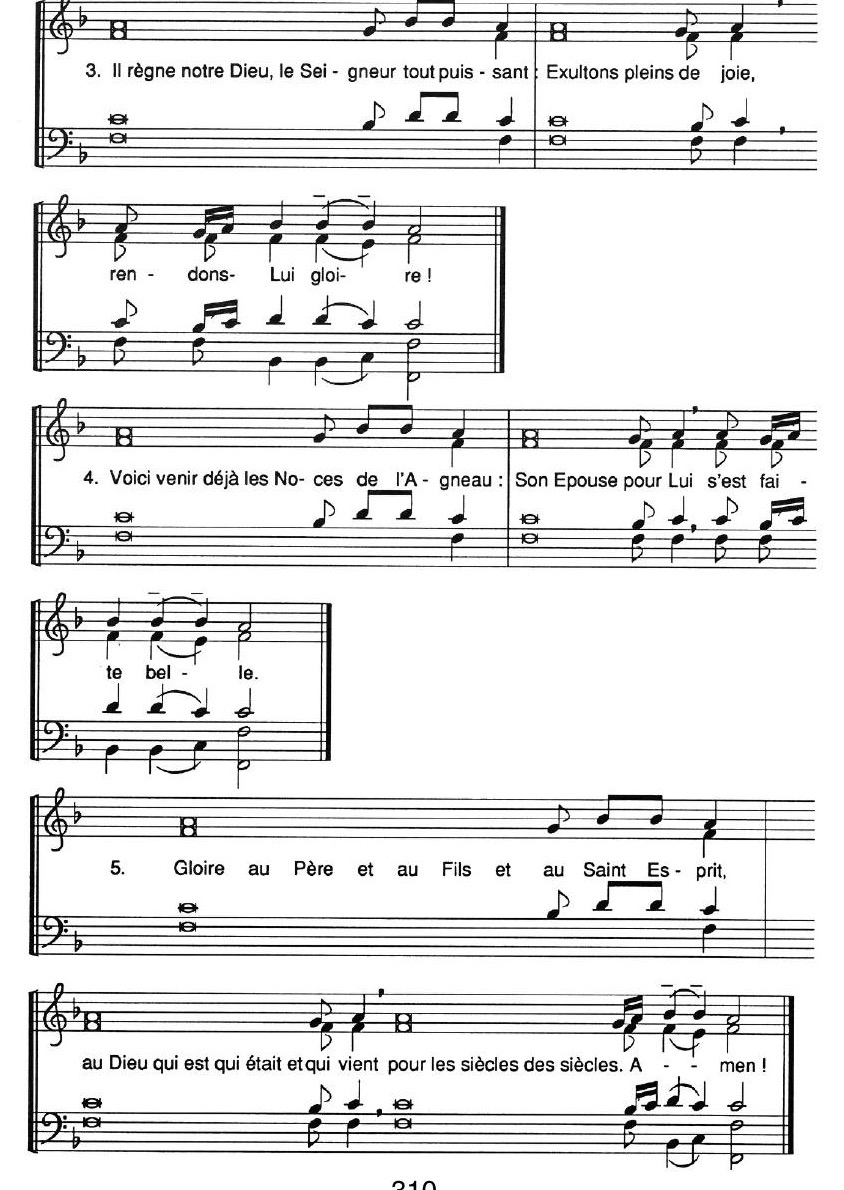 3. Il règne notre Dieu, le Sei - gneur tout puis - sant : Exultons pleins de joie,
ren - dons- Lui gloi- re !
4. Voici venir déjà les No- ces de l'A - gneau : Son Epouse pour Lui s'est fai -
te bel - le.
5. Gloire au Père et au Fils et au Saint Es - prit,
au Dieu qui est qui était et qui vient pour les siècles des siècles. A - - men !
310